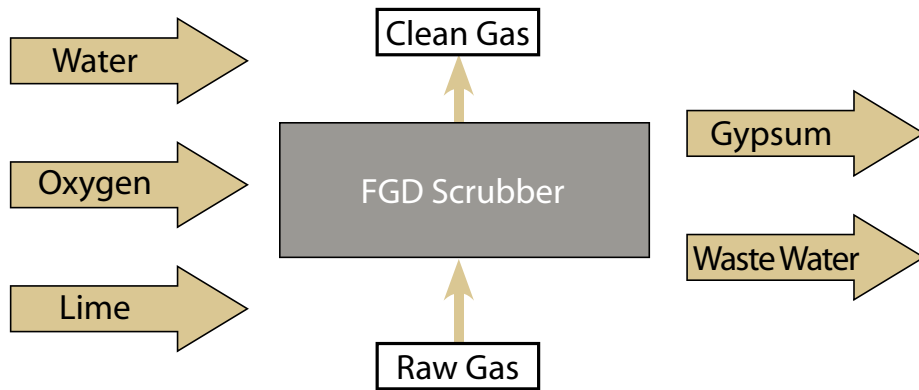 Water
Oxygen
Lime
Clean Gas
FGD Scrubber
Raw Gas
Gypsum
Waste Water